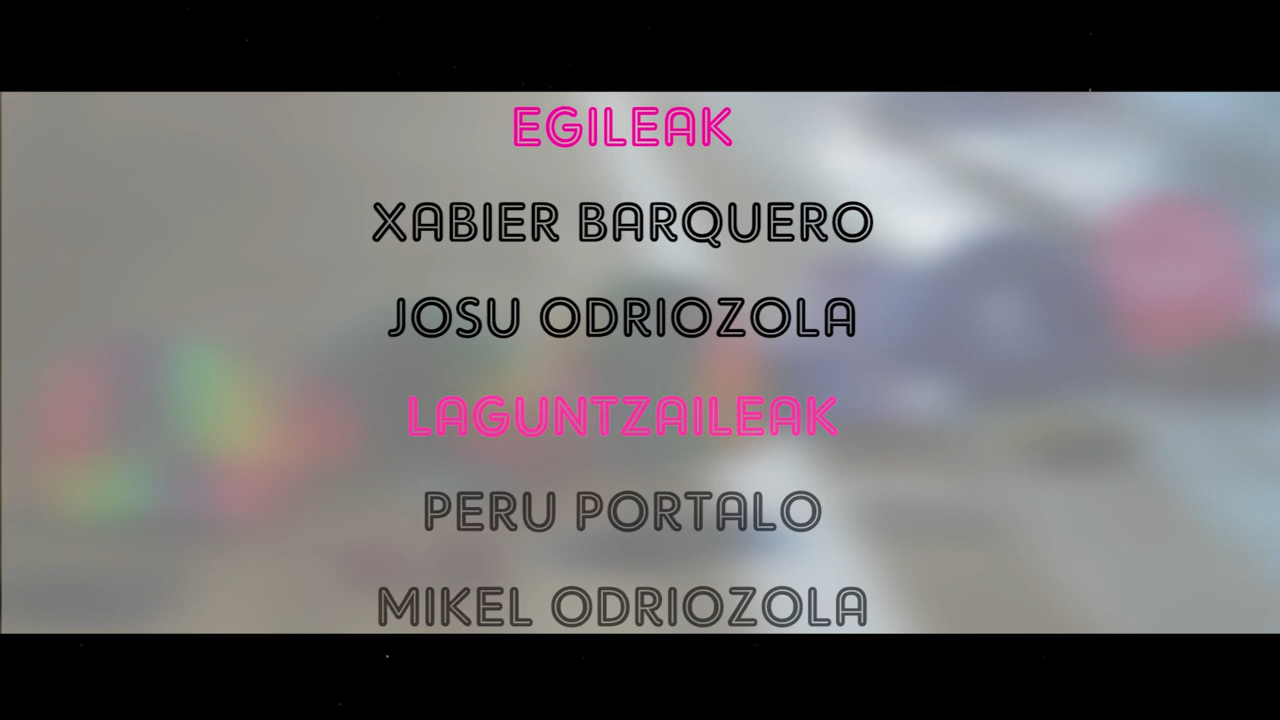 EGILEAK
XABIER BARQUERO
JOSU ODRIOZOLA
LAGUNTZAILEAK
PERU PORTALO
MIKEL ODRIOZOLA